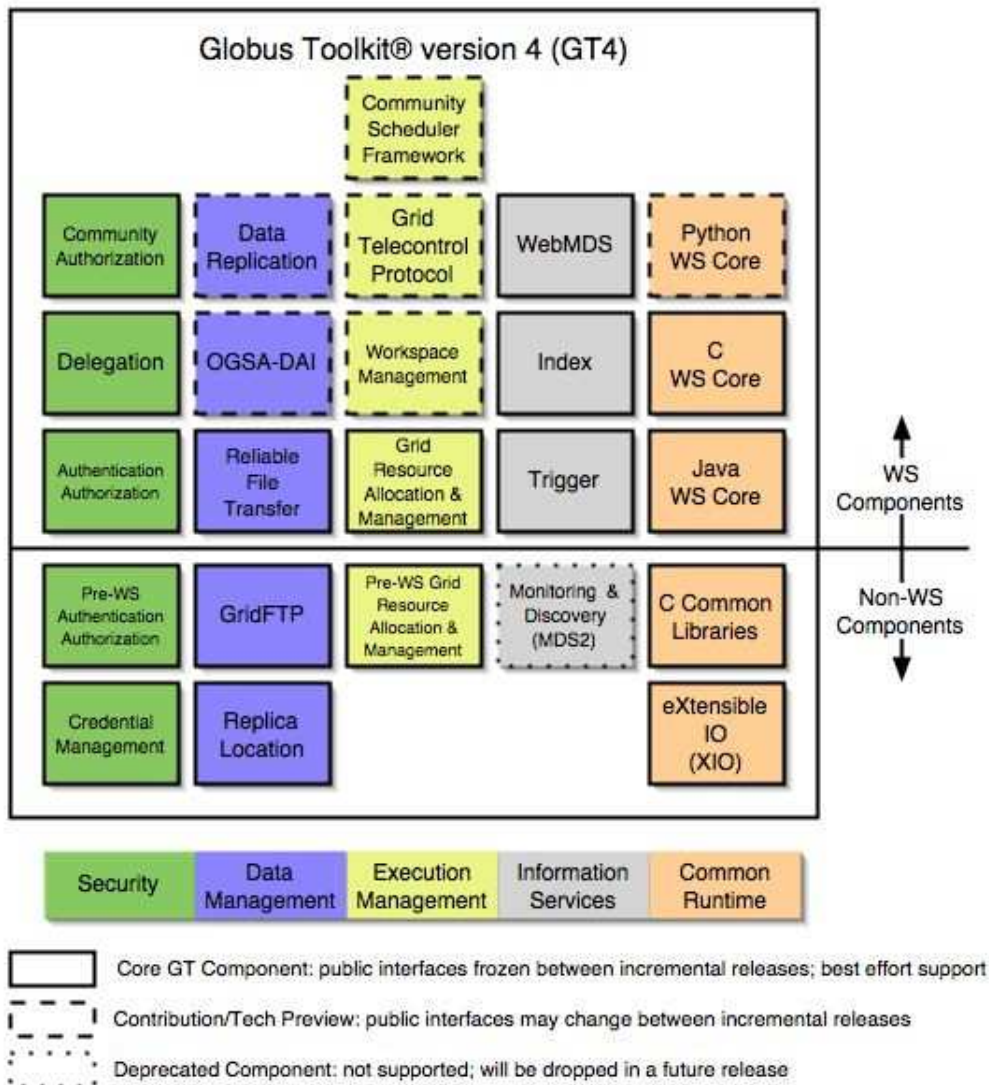 Globus Toolkit® version 4 (GT4)
Community
Scheduler
Framework
Community
Authorization
Data
Replication
Grid
Telecontrol
Protocol
WebMDS
Python
WS Core
Delegation
OGSA-DAI
Workspace
Management
Index
C
WS Core
Authentication
Authorization
Reliable
File
Transfer
Grid
Resource
Allocation &
Management
Trigger
Java
WS Core
WS
Components
Pre-WS
Authentication
Authorization
GridFTP
Pre-WS Grid
Resource
Allocation &
Management
Monitoring &
Discovery
(MDS2)
C Common
Libraries
Non-WS
Components
Credential
Management
Replica
Location
eXtensible
IO
(XIO)
Security
Data
Management
Execution
Management
Information
Services
Common
Runtime
Core GT Component: public interfaces frozen between incremental releases; best effort support
Contribution/Tech Preview: public interfaces may change between incremental releases
Deprecated Component: not supported; will be dropped in a future release